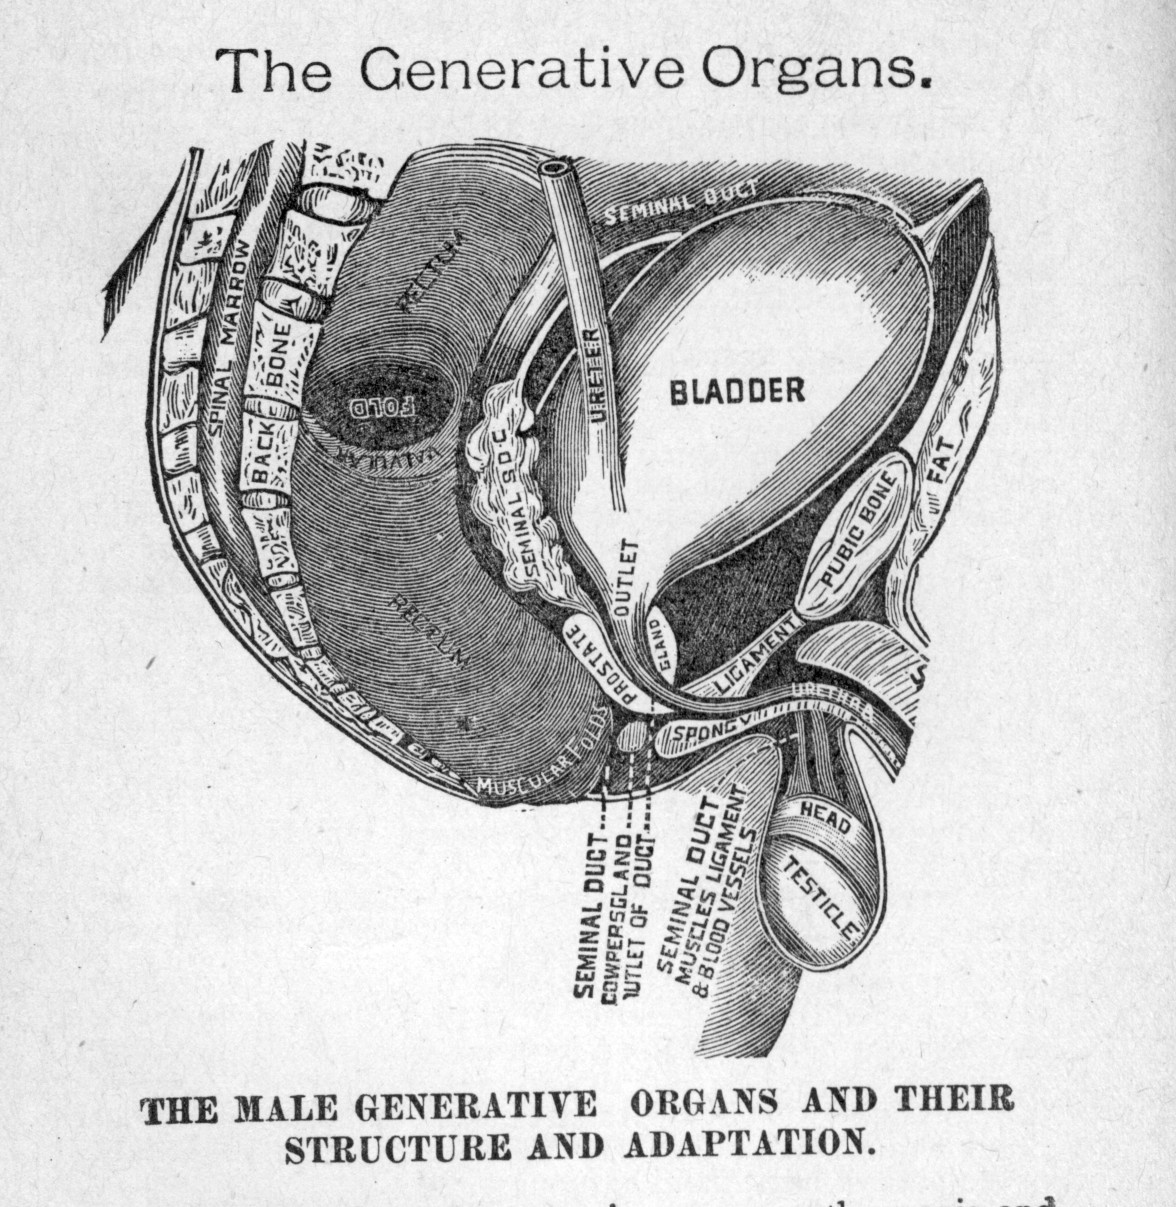 The Generative Organs.
SEMINAL DUCT
RECTUM
SPINAL MARROW
BACK BONE
FOLD
VALVULAR
URETER
BLADDER
FAT
SEMINAL SAC
PUBIC BONE
OUTLET
RECTUM
PROSTATE
GLAND
LIGAMENT
URETHRA
S
SPONGY
MUSCULAR FOLDS
HEAD
TESTICLE
SEMINAL DUCT
COWPERS GLAND
OUTLET OF DUCT
SEMINAL DUCT
MUSCLES LIGAMENT
& BLOOD VESSELS
THE MALE GENERATIVE ORGANS AND THEIR
STRUCTURE AND ADAPTATION.